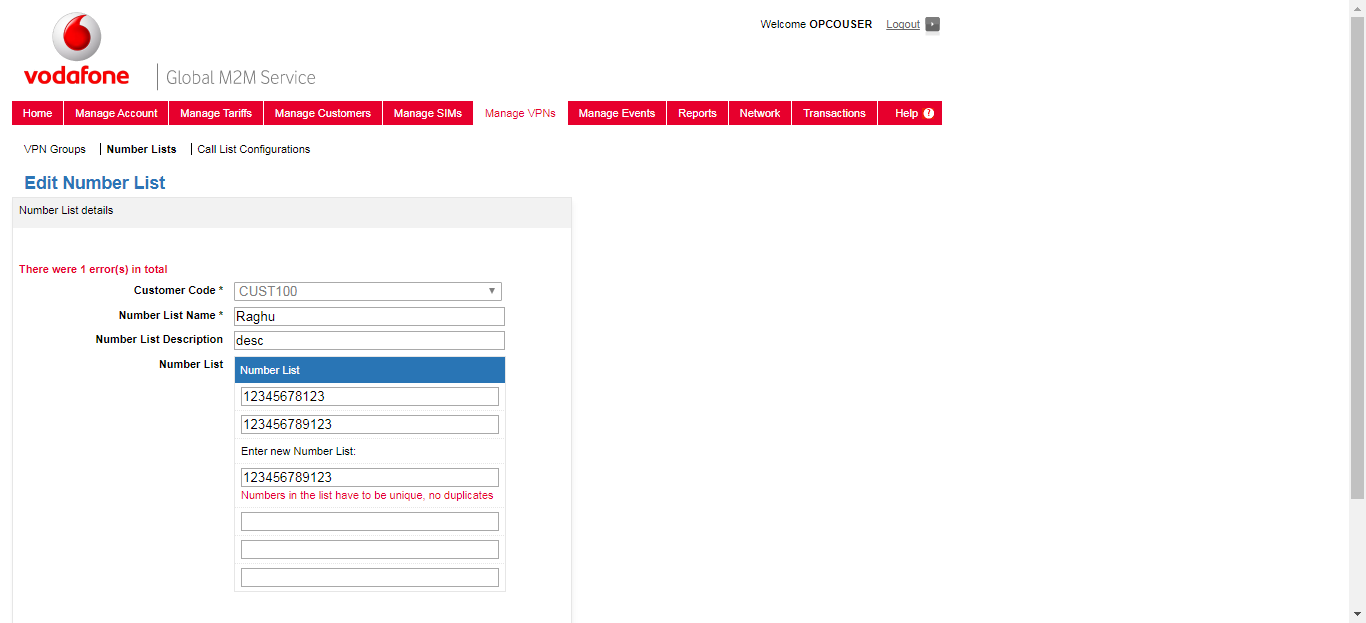 Welcome OPCOUSER Logout
vodafone
Global M2M Service
Home Manage Account Manage Tariffs Manage Customers Manage SIMs Manage VPNs Manage Events Reports Network Transactions Help ?
VPN Groups | Number Lists | Call List Configurations
Edit Number List
Number List details
There were 1 error(s) in total
Customer Code * CUST100
Number List Name * Raghu
Number List Description desc
Number List Number List
12345678123
123456789123
Enter new Number List:
123456789123
Numbers in the list have to be unique, no duplicates